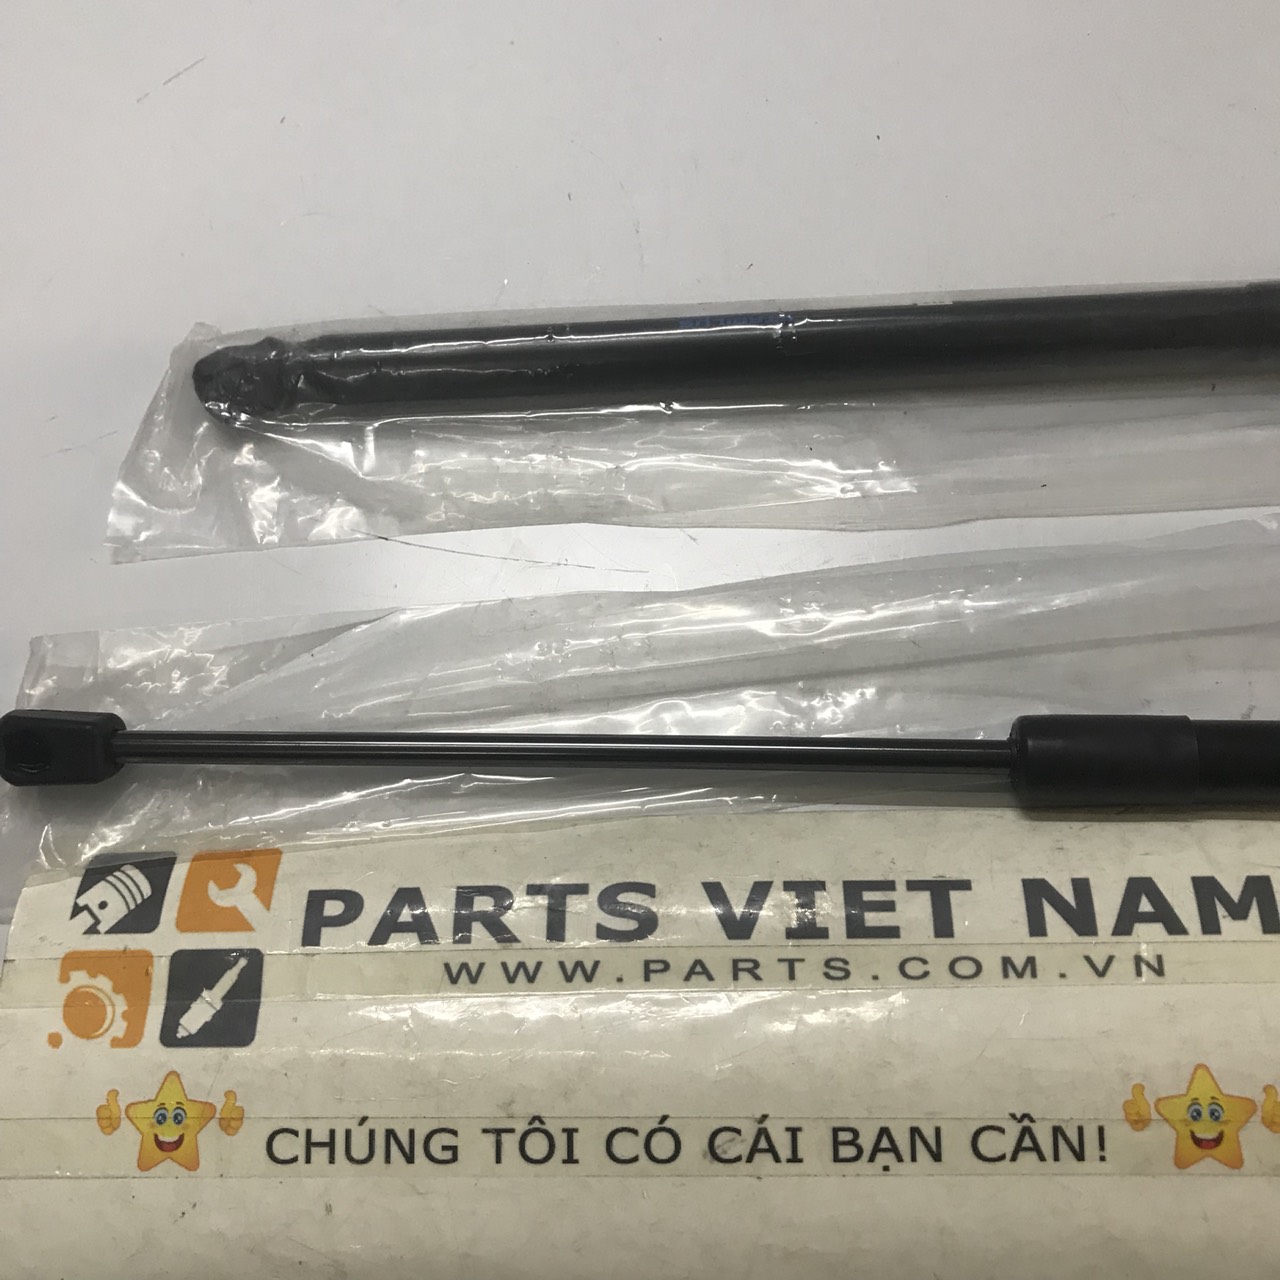 PARTS VIET NAM
WWW.PARTS.COM.VN
CHÚNG TÔI CÓ CÁI BẠN CẦN!